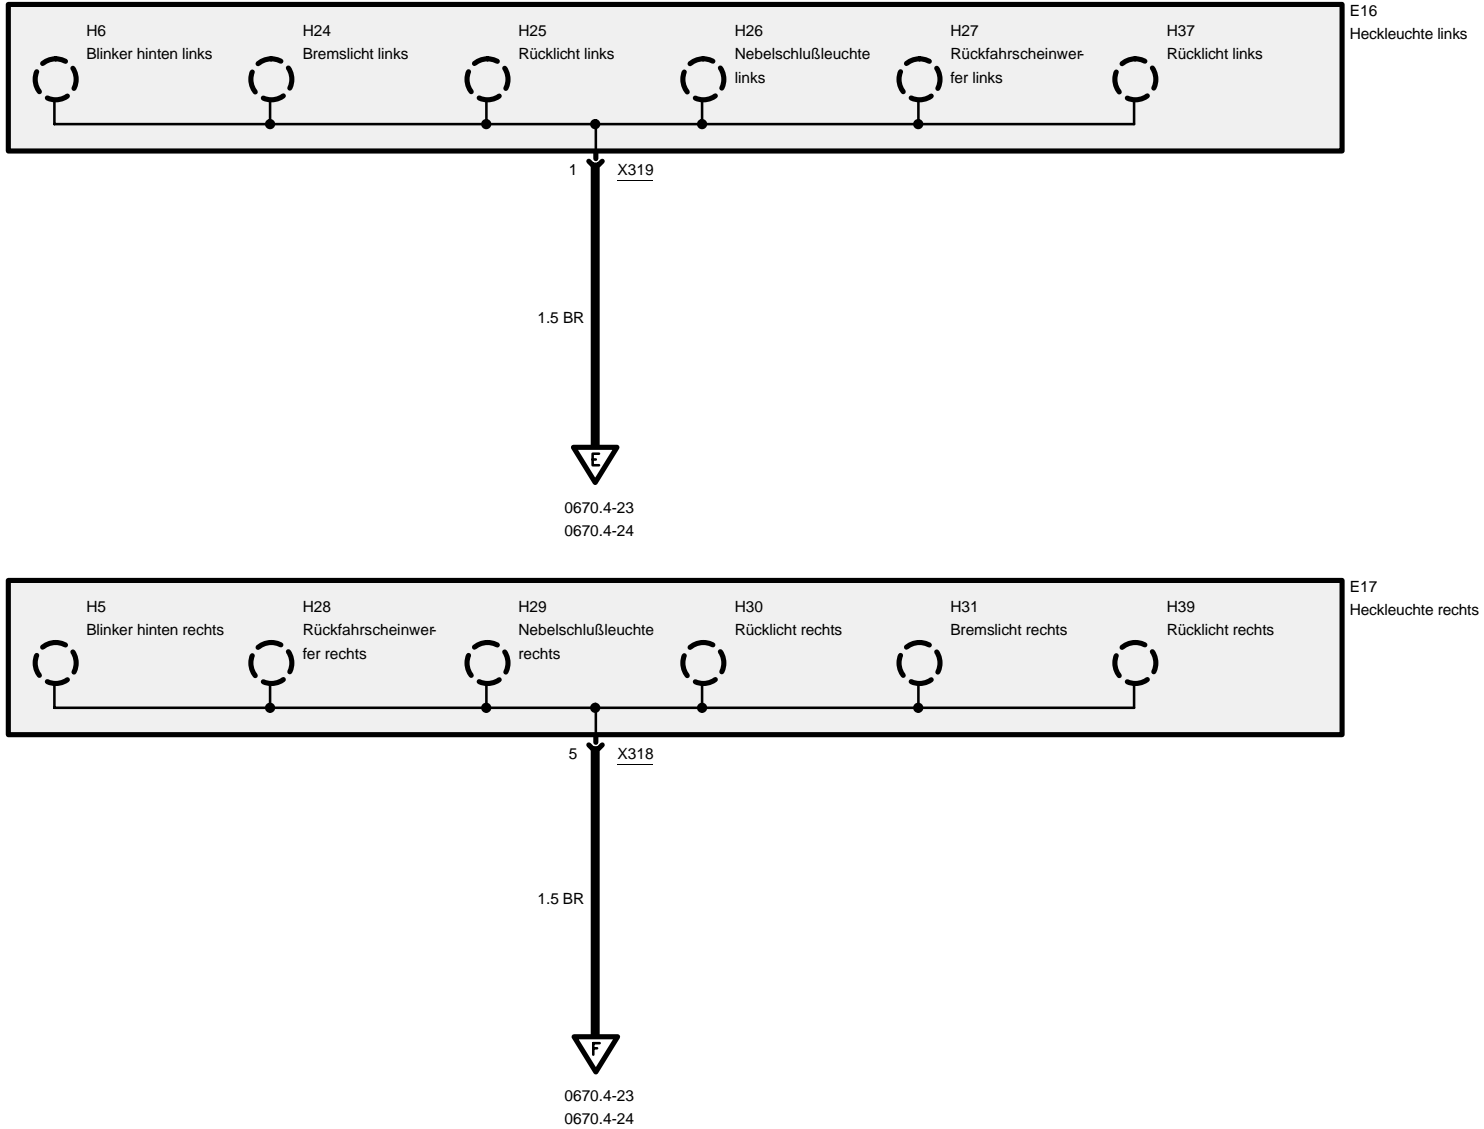 E16
Heckleuchte links
H6
Blinker hinten links
H24
Bremslicht links
H25
Rücklicht links
H26
Nebelschlußleuchte
links
H27
Rückfahrscheinwer-
fer links
H37
Rücklicht links
1
X319
1.5 BR
E
0670.4-23
0670.4-24
E17
Heckleuchte rechts
H5
Blinker hinten rechts
H28
Rückfahrscheinwer-
fer rechts
H29
Nebelschlußleuchte
rechts
H30
Rücklicht rechts
H31
Bremslicht rechts
H39
Rücklicht rechts
5
X318
1.5 BR
F
0670.4-23
0670.4-24